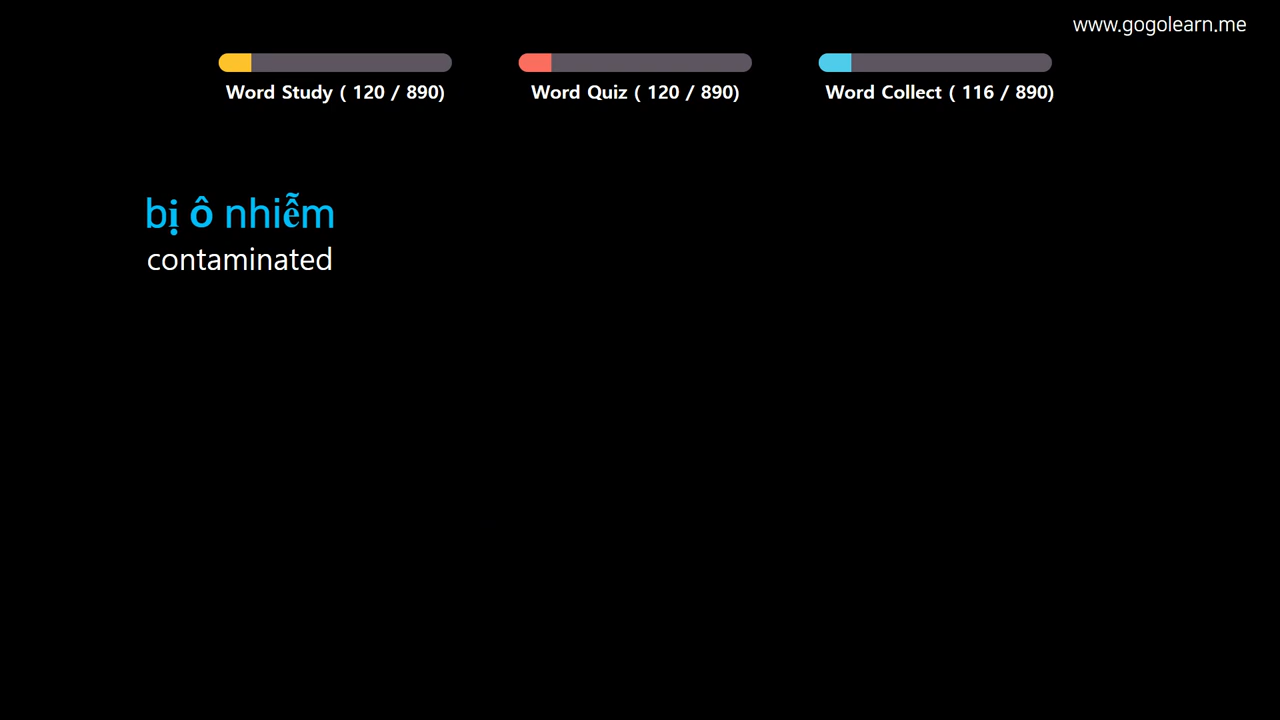 www.gogolearn.me
Word Study ( 120 / 890)
Word Quiz ( 120 / 890)
Word Collect ( 116 / 890)
bị ô nhiễm
contaminated